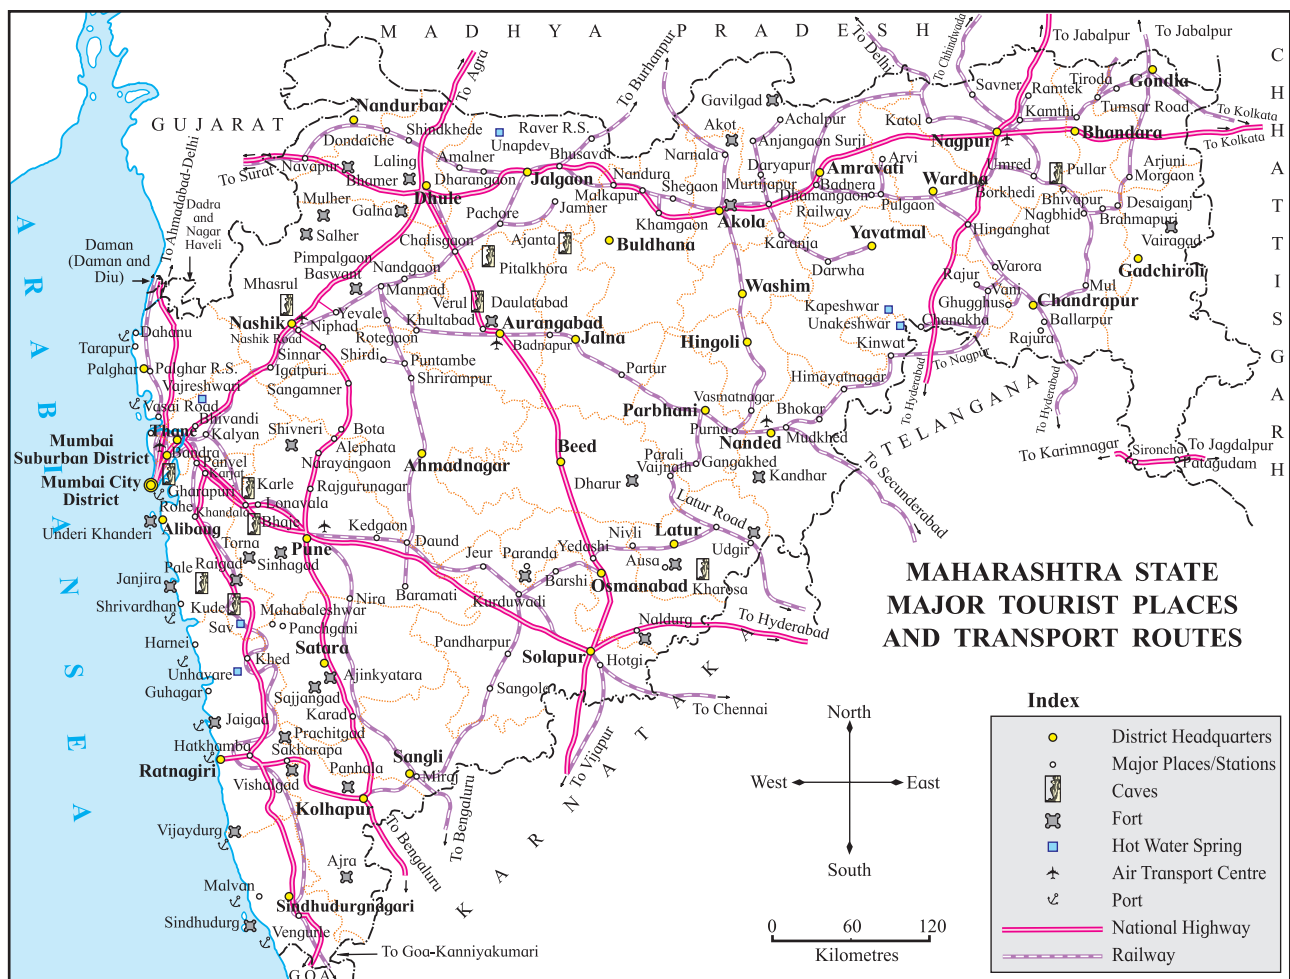 M A D H Y A P R A D E S H
C H H A T T I S G A R H
G U J A R A T
A R A B I A N S E A
T E L A N G A N A
K A R N A T A K A
G O A
To Agra
To Burhanpur
To Delhi
To Chhindwada
To Jabalpur
To Jabalpur
To Kolkata
To Kolkata
To Surat
To Ahmadabad-Delhi
Dadra and Nagar Haveli
Daman (Daman and Diu)
Nandurbar
Dondaiche
Shindkhede
Navapur
Laling
Bhamer
Amalner
Dharangaon
Unapdev
Raver R.S.
Bhusaval
Jalgaon
Dhule
Mulher
Galna
Salher
Pimpalgaon Baswant
Chalisgaon
Pachore
Jamner
Ajanta
Pitalkhora
Malkapur
Nandura
Khamgaon
Shegaon
Buldhana
Akola
Gavilgad
Akot
Narnala
Achalpur
Anjangaon Surji
Daryapur
Murtijapur
Amravati
Badnera
Dhamangaon Railway
Karanja
Darwha
Yavatmal
Arvi
Pulgaon
Wardha
Katol
Savner
Ramtek
Kamthi
Nagpur
Tiroda
Tumsar Road
Gondia
Bhandara
Umred
Pullar
Borkhedi
Bhivapur
Nagbhid
Arjuni Morgaon
Desaiganj
Brahmapuri
Vairagad
Gadchiroli
Hinganghat
Varora
Rajur
Vani
Ghugghus
Chandrapur
Mul
Ballarpur
Rajura
Chanakha
Kapeshwar
Unakeshwar
Kinwat
Himayatnagar
To Nagpur
To Hyderabad
To Hyderabad
To Karimnagar
Sironcha
Patagudam
To Jagdalpur
Washim
Hingoli
Vasmatnagar
Bhokar
Mudkhed
Nanded
Purna
Parbhani
Partur
Parali Vaijnath
Gangakhed
Kandhar
Dharur
To Secunderabad
Mhasrul
Nashik
Nashik Road
Niphad
Yevale
Manmad
Nandgaon
Rotegaon
Khultabad
Verul
Daulatabad
Aurangabad
Badnapur
Jalna
Sinnar
Shirdi
Igatpuri
Sangamner
Puntambe
Shrirampur
Dahanu
Tarapur
Palghar
Palghar R.S.
Vajreshwari
Vasai Road
Bhivandi
Thane
Kalyan
Mumbai Suburban District
Bandra
Panvel
Karjat
Mumbai City District
Gharapuri
Shivneri
Bota
Alephata
Narayangaon
Rajgurunagar
Karle
Lonavala
Khandala
Bhaje
Rohe
Alibag
Underi Khanderi
Torna
Sinhagad
Pune
Kedgaon
Daund
Ahmadnagar
Beed
Nivli
Latur
Latur Road
Ausa
Udgir
Kharosa
Yedashi
Osmanabad
Barshi
Paranda
Jeur
Kurduwadi
Baramati
Nira
Pale
Raigad
Janjira
Shrivardhan
Kude
Sav
Mahabaleshwar
Panchgani
Harnei
Unhavare
Guhagar
Khed
Satara
Ajinkyatara
Sajjangad
Karad
Pandharpur
Sangole
Solapur
Naldurg
Hotgi
To Hyderabad
To Chennai
To Vijapur
Jaigad
Prachitgad
Hatkhamba
Sakharapa
Ratnagiri
Vishalgad
Panhala
Kolhapur
Sangli
Miraj
To Bengaluru
To Bengaluru
Vijaydurg
Ajra
Malvan
Sindhudurgnagari
Sindhudurg
Vengurle
To Goa-Kanniyakumari
MAHARASHTRA STATE
MAJOR TOURIST PLACES
AND TRANSPORT ROUTES
North
West
East
South
0 60 120
Kilometres
Index
District Headquarters
Major Places/Stations
Caves
Fort
Hot Water Spring
Air Transport Centre
Port
National Highway
Railway